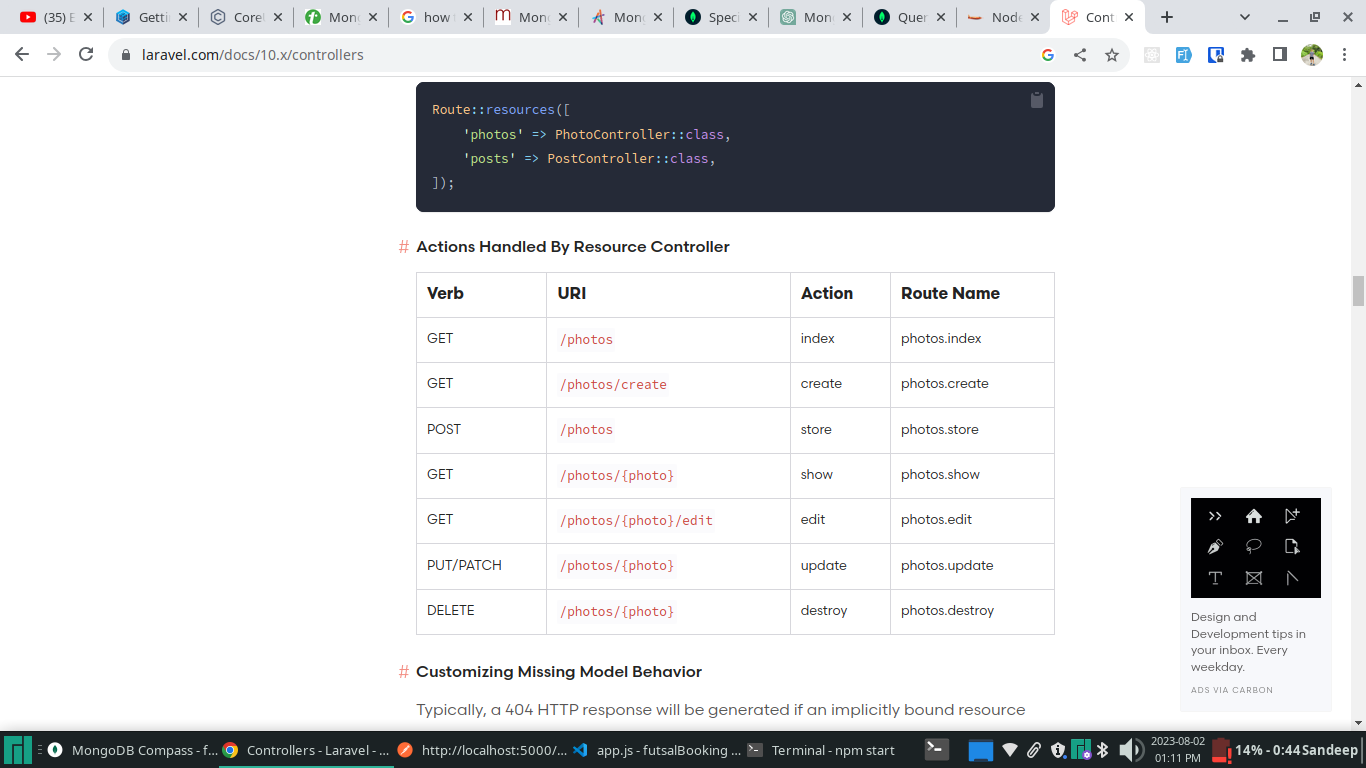 (35) E
Getti
Core
Mong
how
Mong
Mong
Speci
Mon
Quer
Node
Cont
laravel.com/docs/10.x/controllers
Route::resources([
'photos' => PhotoController::class,
'posts' => PostController::class,
]);
# Actions Handled By Resource Controller
Verb URI Action Route Name
GET /photos index photos.index
GET /photos/create create photos.create
POST /photos store photos.store
GET /photos/{photo} show photos.show
GET /photos/{photo}/edit edit photos.edit
PUT/PATCH /photos/{photo} update photos.update
DELETE /photos/{photo} destroy photos.destroy
Design and
Development tips in
your inbox. Every
weekday.
ADS VIA CARBON
# Customizing Missing Model Behavior
Typically, a 404 HTTP response will be generated if an implicitly bound resource
MongoDB Compass - f...
Controllers - Laravel - ...
http://localhost:5000/...
app.js - futsalBooking ...
Terminal - npm start
2023-08-02
01:11 PM
14% - 0:44
Sandeep